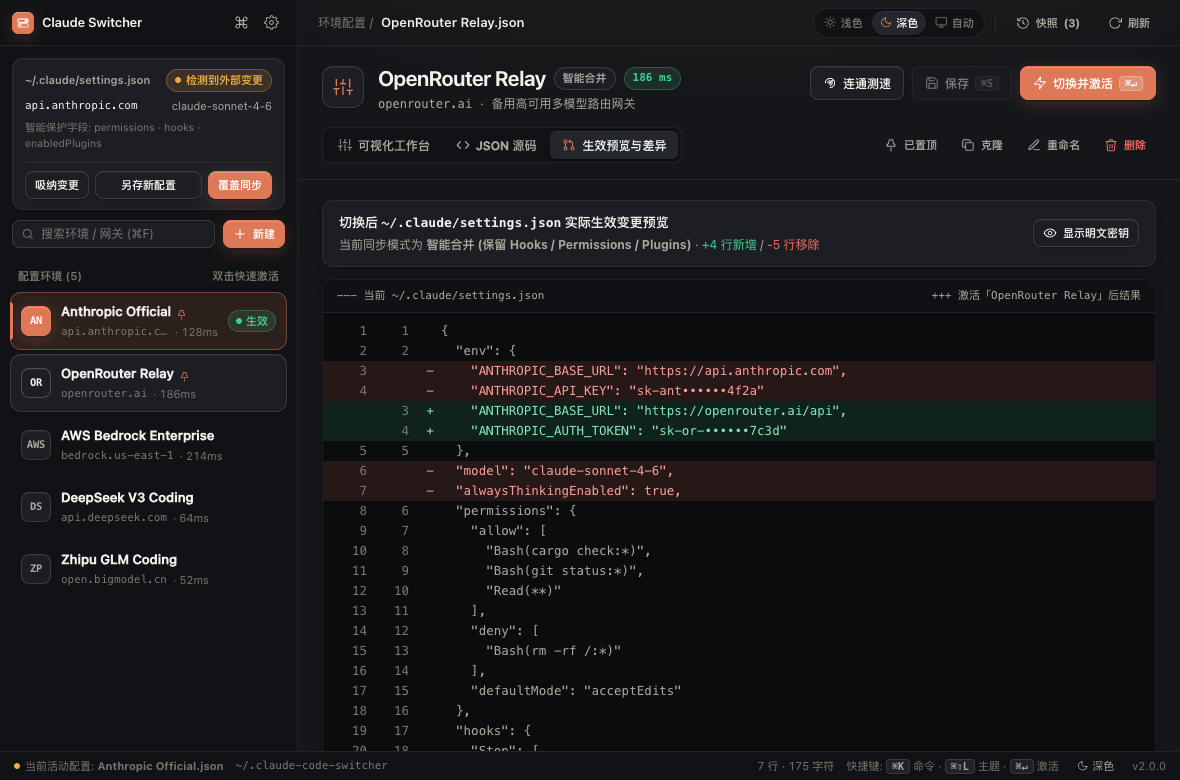 Claude Switcher
⌘
环境配置 / OpenRouter Relay.json
浅色 深色 自动
快照 (3) 刷新
~/.claude/settings.json 检测到外部变更
api.anthropic.com claude-sonnet-4-6
智能保护字段: permissions · hooks ·
enabledPlugins
吸纳变更 另存新配置 覆盖同步
搜索环境 / 网关 (⌘F) 新建
配置环境 (5) 双击快速激活
AN Anthropic Official
api.anthropic.c… · 128ms 生效
OR OpenRouter Relay
openrouter.ai · 186ms
AWS AWS Bedrock Enterprise
bedrock.us-east-1 · 214ms
DS DeepSeek V3 Coding
api.deepseek.com · 64ms
ZP Zhipu GLM Coding
open.bigmodel.cn · 52ms
OpenRouter Relay 智能合并 186 ms
openrouter.ai · 备用高可用多模型路由网关
连通测速 保存 ⌘S 切换并激活 ⌘↵
可视化工作台 JSON 源码 生效预览与差异
已置顶 克隆 重命名 删除
切换后 ~/.claude/settings.json 实际生效变更预览
当前同步模式为 智能合并 (保留 Hooks / Permissions / Plugins) · +4 行新增 / -5 行移除
显示明文密钥
--- 当前 ~/.claude/settings.json +++ 激活「OpenRouter Relay」后结果
1 1 {
2 2 "env": {
3 − "ANTHROPIC_BASE_URL": "https://api.anthropic.com",
4 − "ANTHROPIC_API_KEY": "sk-ant••••••4f2a"
3 + "ANTHROPIC_BASE_URL": "https://openrouter.ai/api",
4 + "ANTHROPIC_AUTH_TOKEN": "sk-or-••••••7c3d"
5 5 },
6 − "model": "claude-sonnet-4-6",
7 − "alwaysThinkingEnabled": true,
8 6 "permissions": {
9 7 "allow": [
10 8 "Bash(cargo check:*)",
11 9 "Bash(git status:*)",
12 10 "Read(**)"
13 11 ],
14 12 "deny": [
15 13 "Bash(rm -rf /:*)"
16 14 ],
17 15 "defaultMode": "acceptEdits"
18 16 },
19 17 "hooks": {
20 18 "Stop": [
当前活动配置: Anthropic Official.json ~/.claude-code-switcher
7 行 · 175 字符 快捷键: ⌘K 命令 · ⌘⇧L 主题 · ⌘↵ 激活 深色 v2.0.0